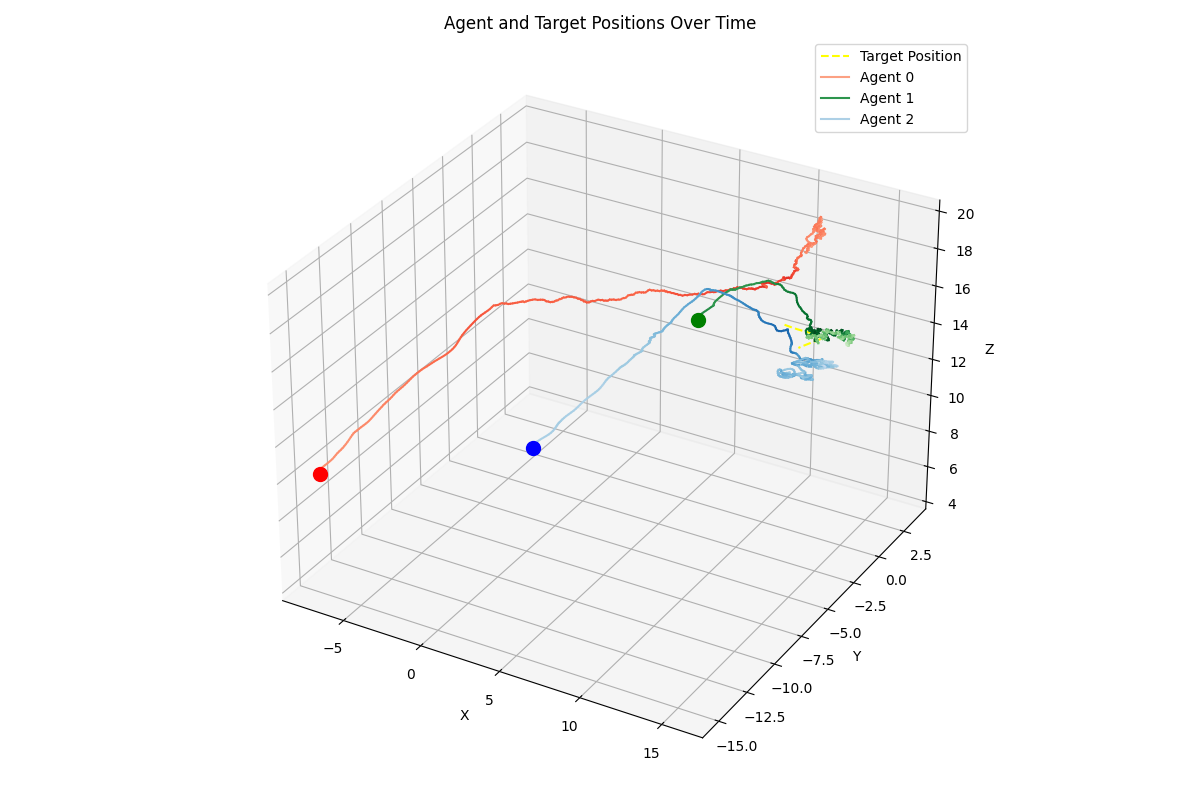 Agent and Target Positions Over Time
Target Position
Agent 0
Agent 1
Agent 2
20
18
16
14
Z
12
10
8
6
4
2.5
0.0
−2.5
−5.0
−7.5
Y
−10.0
−12.5
−15.0
−5
0
5
X
10
15